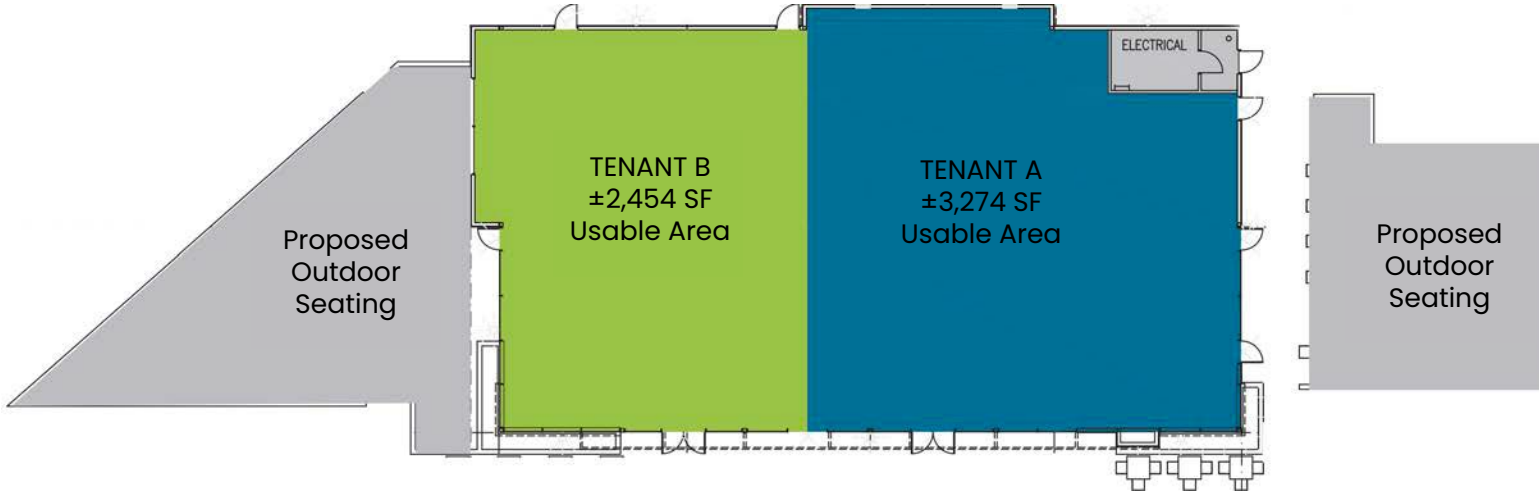 ELECTRICAL
TENANT B
±2,454 SF
Usable Area
TENANT A
±3,274 SF
Usable Area
Proposed
Outdoor
Seating
Proposed
Outdoor
Seating